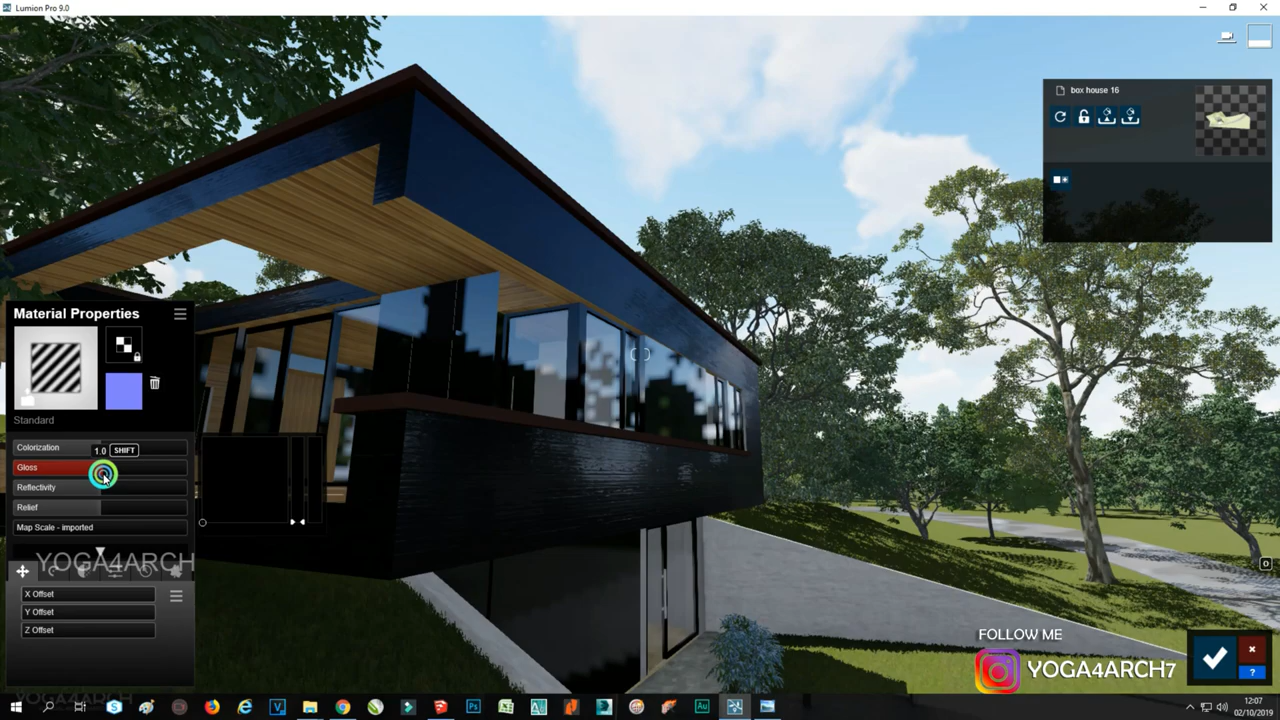 Lumion Pro 9.0
box house 16
Material Properties
Standard
Colorization
1.0 SHIFT
Gloss
Reflectivity
Relief
Map Scale - imported
YOGA4ARCH
X Offset
Y Offset
Z Offset
FOLLOW ME
YOGA4ARCH7
?
YOGA4ARCH
12:07
02/10/2019